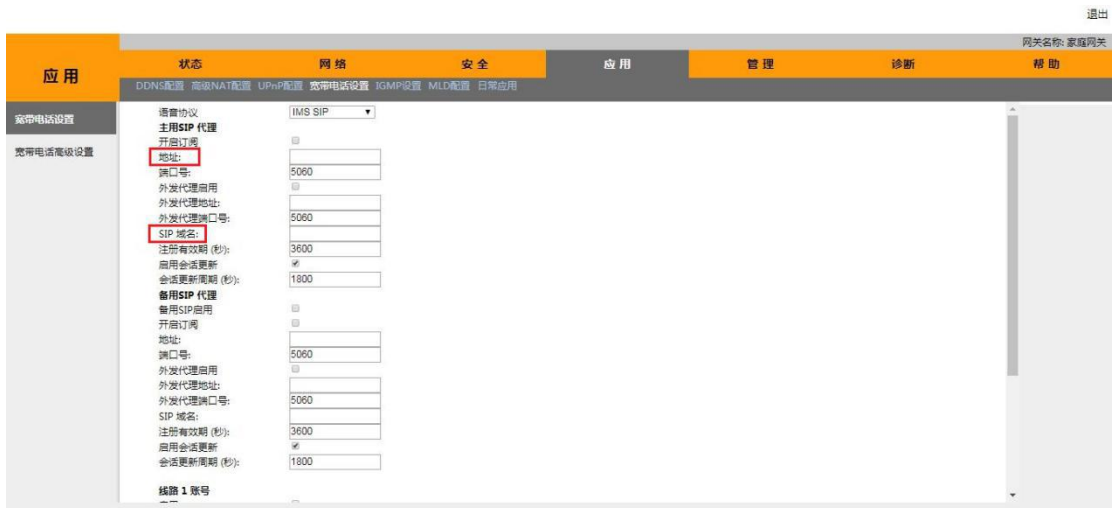 退出
网关名称: 家庭网关
应用
状态 网络 安全 应用 管理 诊断 帮助
DDNS配置 高级NAT配置 UPnP配置 宽带电话设置 IGMP设置 MLD配置 日常应用
宽带电话设置
宽带电话高级设置
语音协议 IMS SIP
主用SIP 代理
开启订阅
地址:
端口号: 5060
外发代理启用
外发代理地址:
外发代理端口号: 5060
SIP 域名:
注册有效期 (秒): 3600
启用会话更新
会话更新周期 (秒): 1800
备用SIP 代理
备用SIP启用
开启订阅
地址:
端口号: 5060
外发代理启用
外发代理地址:
外发代理端口号: 5060
SIP 域名:
注册有效期 (秒): 3600
启用会话更新
会话更新周期 (秒): 1800
线路 1 账号